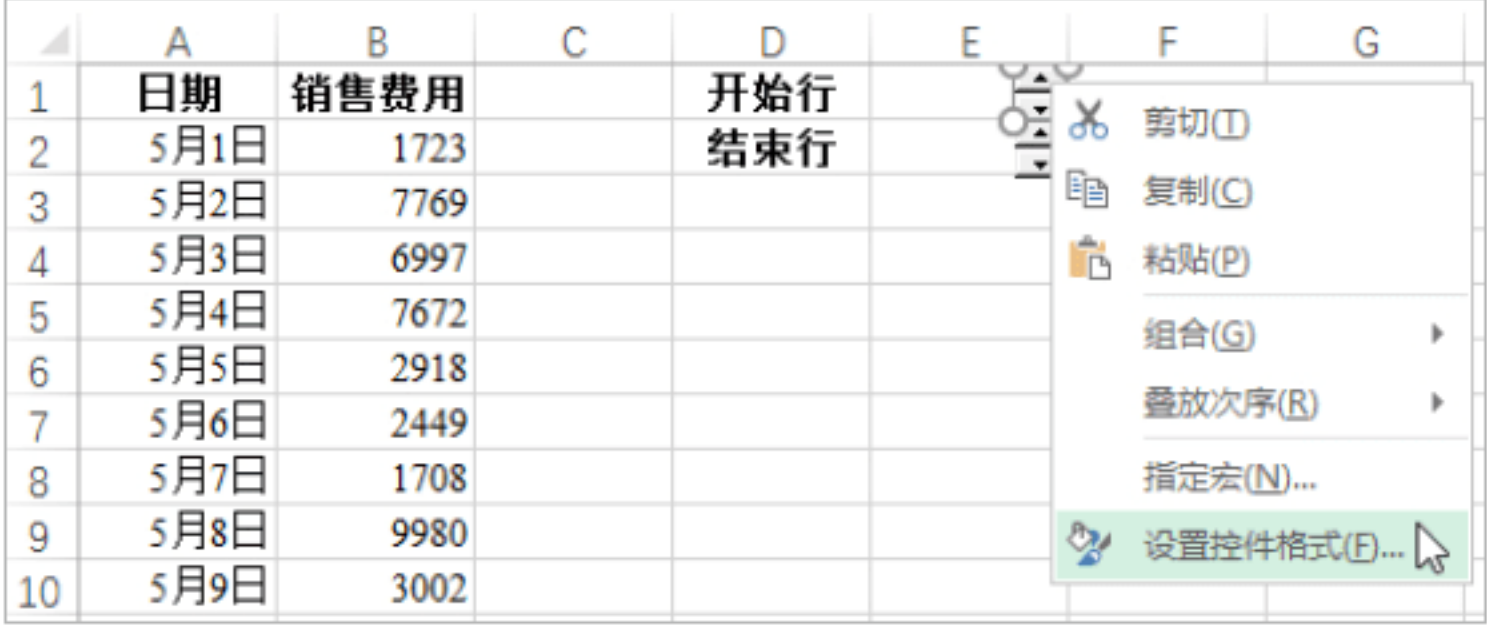 A B C D E F G
1 日期 销售费用 开始行
2 5月1日 1723 结束行
3 5月2日 7769
4 5月3日 6997
5 5月4日 7672
6 5月5日 2918
7 5月6日 2449
8 5月7日 1708
9 5月8日 9980
10 5月9日 3002
剪切(T)
复制(C)
粘贴(P)
组合(G)
叠放次序(R)
指定宏(N)...
设置控件格式(F)...